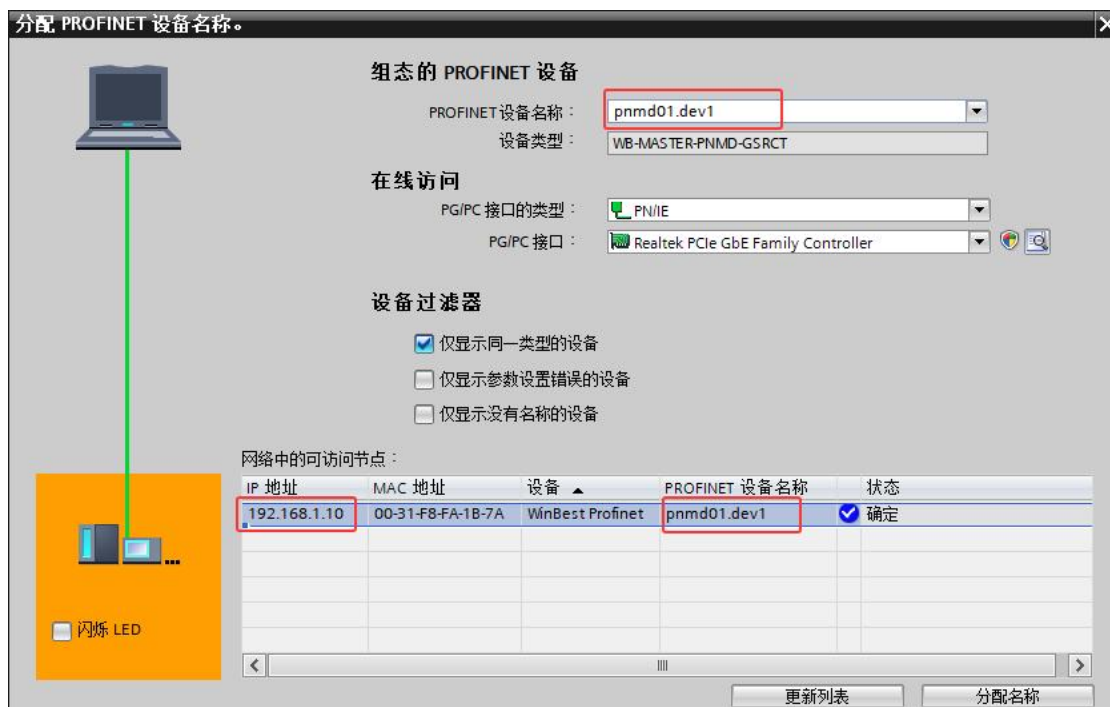 分配 PROFINET 设备名称。
组态的 PROFINET 设备
PROFINET设备名称： pnmd01.dev1
设备类型： WB-MASTER-PNMD-GSRCT
在线访问
PG/PC 接口的类型： PN/IE
PG/PC 接口： Realtek PCIe GbE Family Controller
设备过滤器
仅显示同一类型的设备
仅显示参数设置错误的设备
仅显示没有名称的设备
网络中的可访问节点：
IP 地址 MAC 地址 设备 PROFINET 设备名称 状态
192.168.1.10 00-31-F8-FA-1B-7A WinBest Profinet pnmd01.dev1 确定
闪烁 LED
更新列表 分配名称